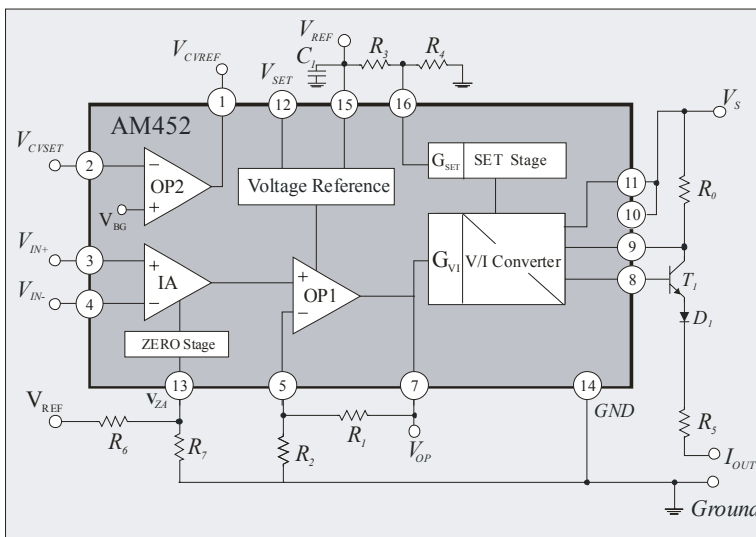 V_REF
C_1
R_3
R_4
V_CVREF
V_SET
1
12
15
16
V_S
AM452
V_CVSET
2
−
OP2
+
V_BG
G_SET
SET Stage
Voltage Reference
11
10
R_0
V_IN+
3
+
IA
V_IN-
4
−
+
OP1
−
G_VI
V/I Converter
9
8
T_1
D_1
ZERO Stage
13
5
7
14
V_ZA
GND
V_REF
R_6
R_7
R_2
R_1
V_OP
R_5
I_OUT
Ground